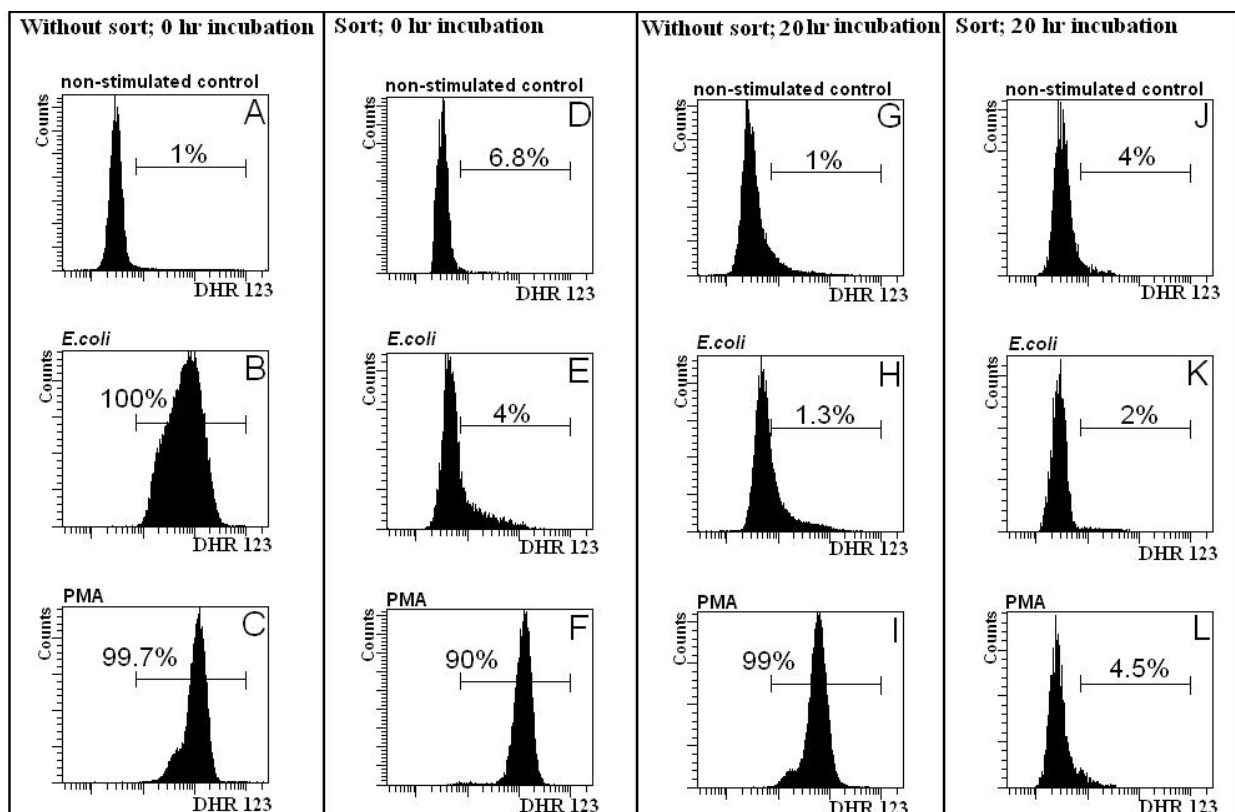 Without sort; 0 hr incubation
non-stimulated control
A
Counts
1%
DHR 123
E.coli
B
Counts
100%
DHR 123
PMA
C
Counts
99.7%
DHR 123
Sort; 0 hr incubation
non-stimulated control
D
Counts
6.8%
DHR 123
E.coli
E
Counts
4%
DHR 123
PMA
F
Counts
90%
DHR 123
Without sort; 20 hr incubation
non-stimulated control
G
Counts
1%
DHR 123
E.coli
H
Counts
1.3%
DHR 123
PMA
I
Counts
99%
DHR 123
Sort; 20 hr incubation
non-stimulated control
J
Counts
4%
DHR 123
E.coli
K
Counts
2%
DHR 123
PMA
L
Counts
4.5%
DHR 123